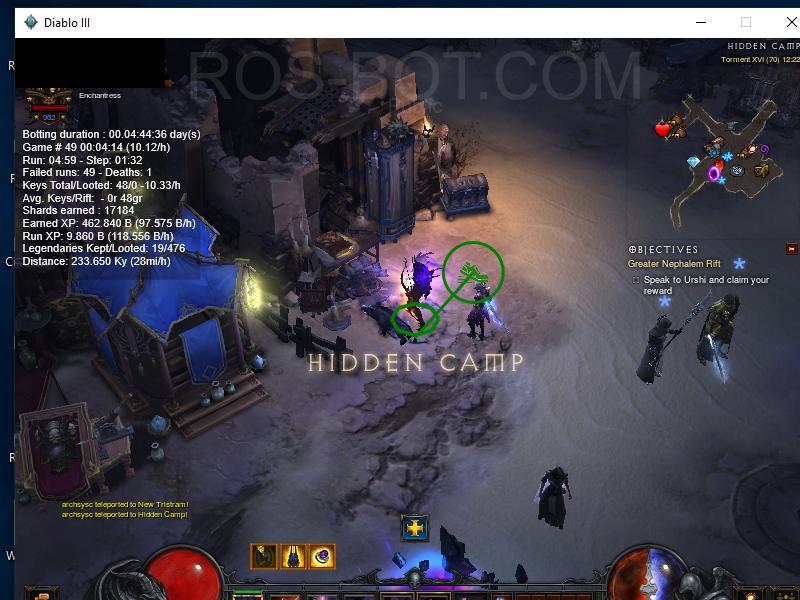 Diablo III
HIDDEN CAMP
Torment XVI (70) 12:22
ROS-BOT.COM
Enchantress
962
Botting duration : 00.04:44:36 day(s)
Game # 49 00:04:14 (10.12/h)
Run: 04:59 - Step: 01:32
Failed runs: 49 - Deaths: 1
Keys Total/Looted: 48/0 -10.33/h
Avg. Keys/Rift: - 0r 48gr
Shards earned : 17184
Earned XP: 462.840 B (97.575 B/h)
Run XP: 9.860 B (118.556 B/h)
Legendaries Kept/Looted: 19/476
Distance: 233.650 Ky (28mi/h)
OBJECTIVES
Greater Nephalem Rift
Speak to Urshi and claim your
reward
HIDDEN CAMP
archsysc teleported to New Tristram!
archsysc teleported to Hidden Camp!